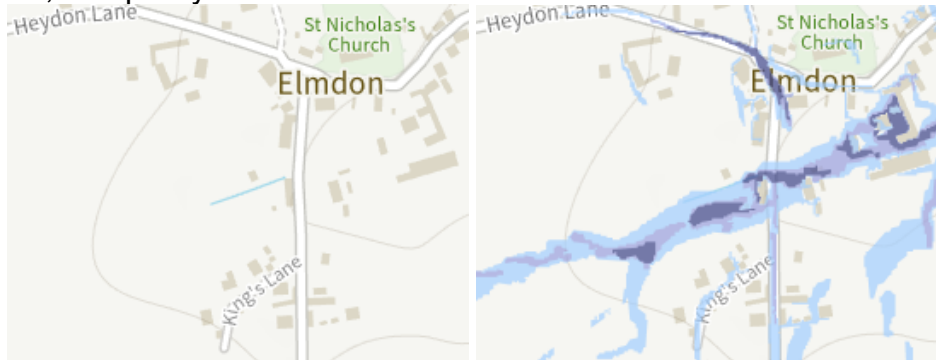 Heydon Lane
St Nicholas's
Church
Elmdon
King's Lane
Heydon Lane
St Nicholas's
Church
Elmdon
King's Lane